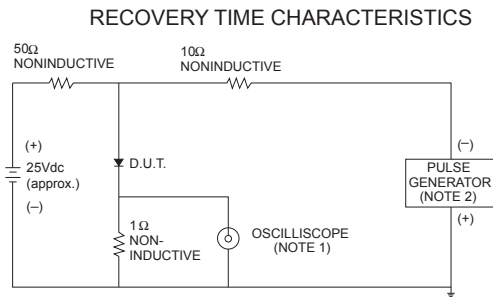 RECOVERY TIME CHARACTERISTICS
50Ω
NONINDUCTIVE
10Ω
NONINDUCTIVE
(+)
25Vdc
(approx.)
(–)
D.U.T.
1Ω
NON-
INDUCTIVE
OSCILLISCOPE
(NOTE 1)
(–)
PULSE
GENERATOR
(NOTE 2)
(+)